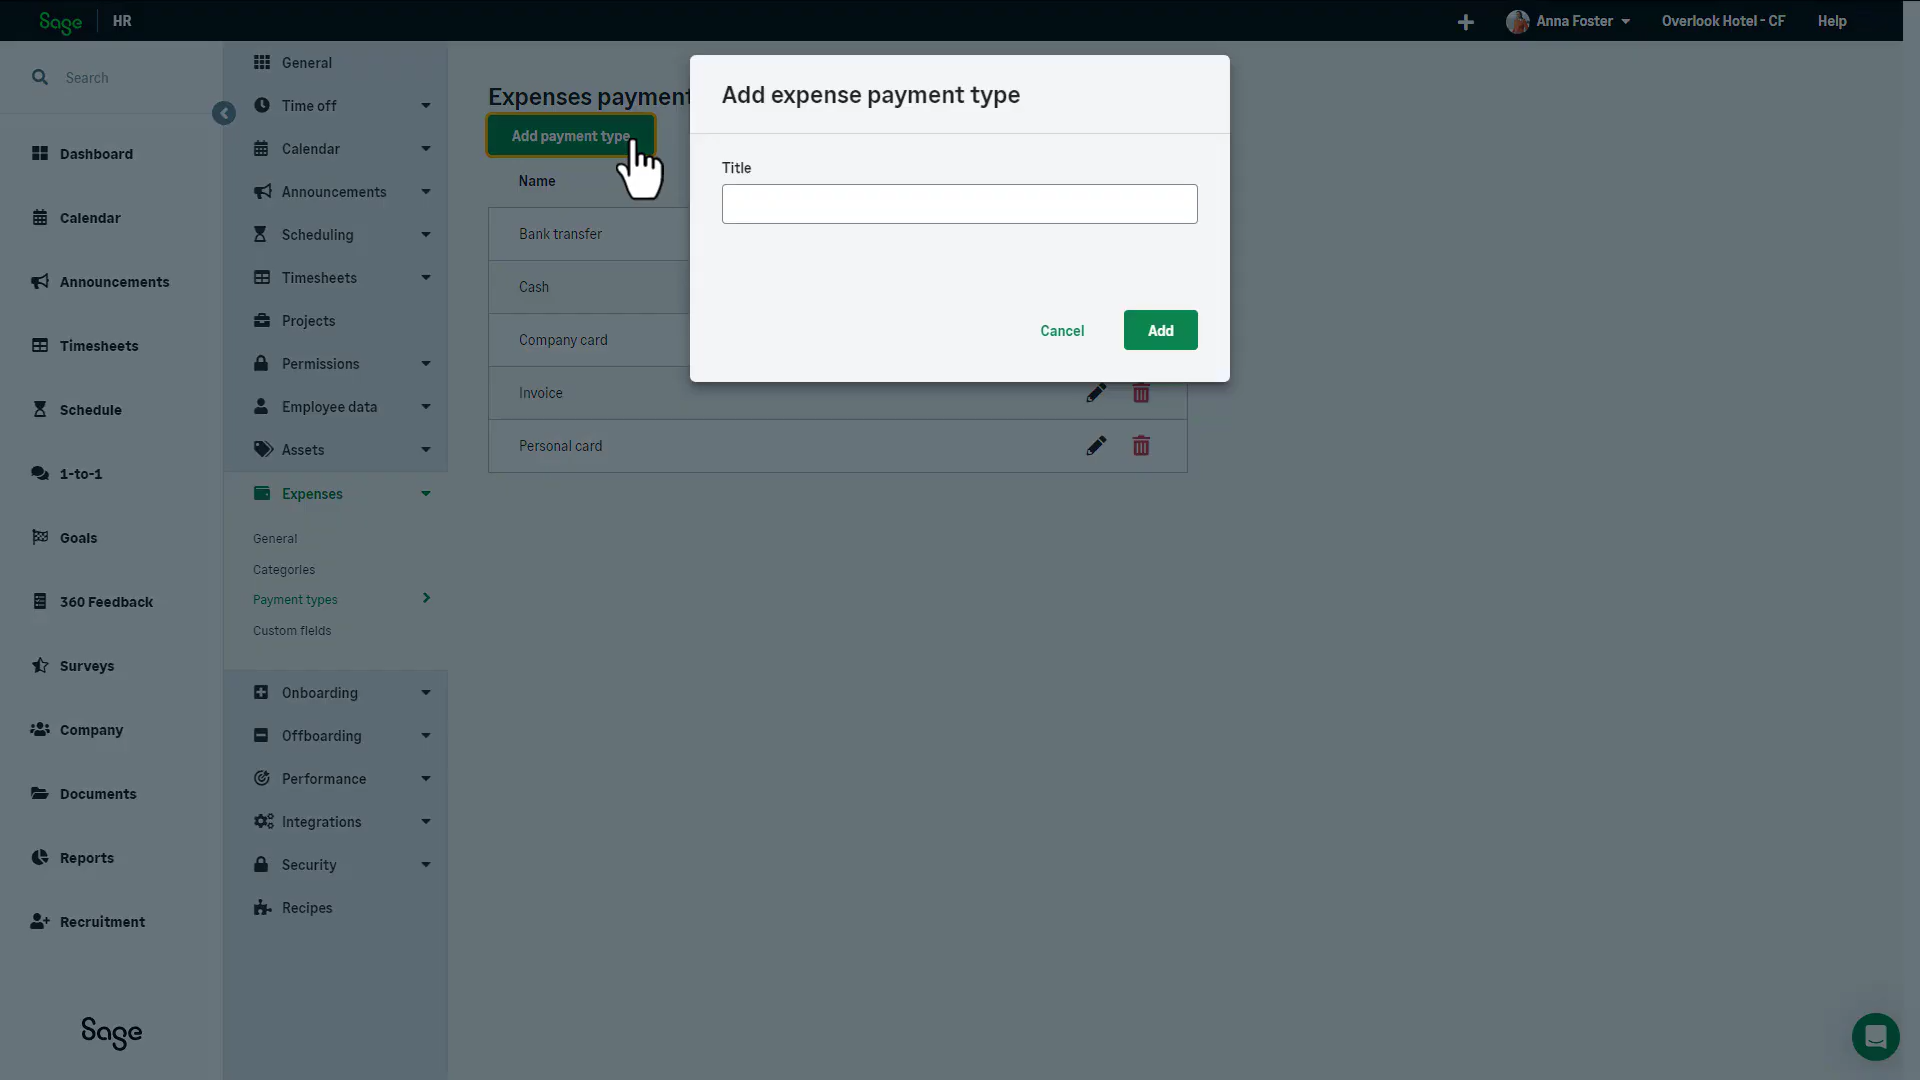 Sage HR
Anna Foster
Overlook Hotel - CF
Help
Search
Dashboard
Calendar
Announcements
Timesheets
Schedule
1-to-1
Goals
360 Feedback
Surveys
Company
Documents
Reports
Recruitment
Sage
General
Time off
Calendar
Announcements
Scheduling
Timesheets
Projects
Permissions
Employee data
Assets
Expenses
General
Categories
Payment types
Custom fields
Onboarding
Offboarding
Performance
Integrations
Security
Recipes
Expenses payment
Add payment type
Name
Bank transfer
Cash
Company card
Invoice
Personal card
Add expense payment type
Title
Cancel
Add